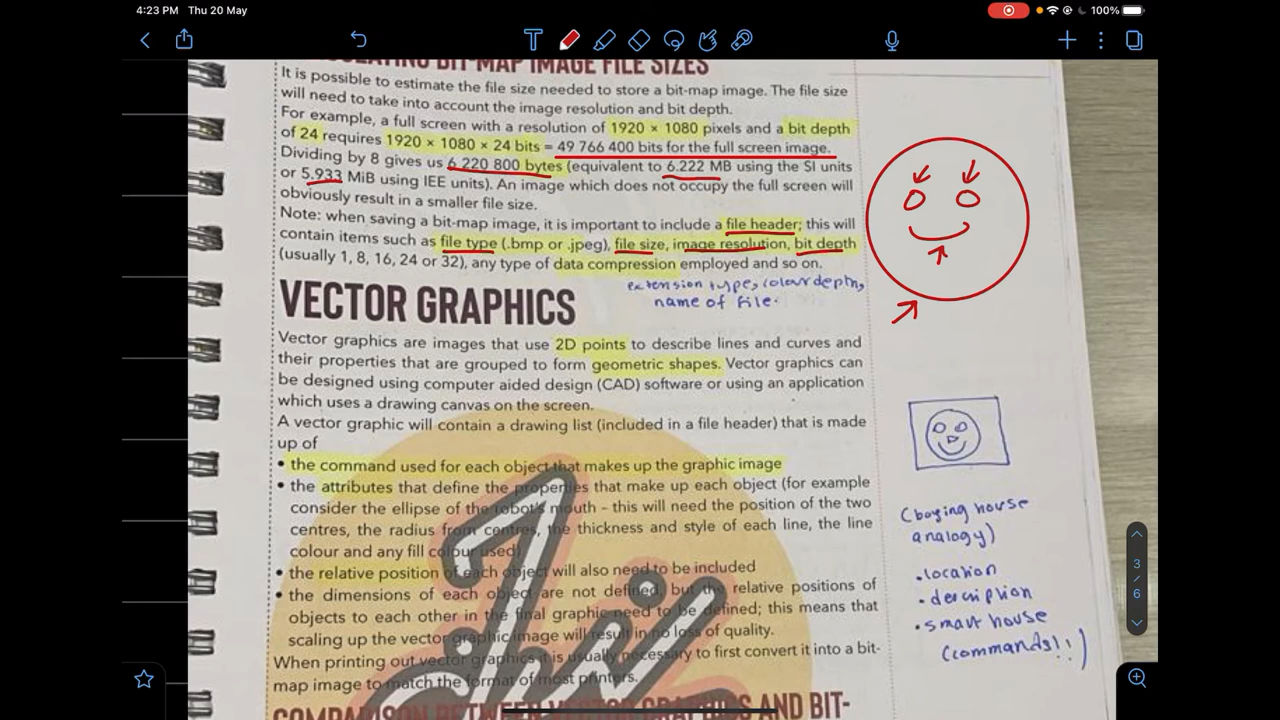 4:23 PM Thu 20 May
100%
BIT-MAP IMAGE FILE SIZES
It is possible to estimate the file size needed to store a bit-map image. The file size
will need to take into account the image resolution and bit depth.
For example, a full screen with a resolution of 1920 × 1080 pixels and a bit depth
of 24 requires 1920 × 1080 × 24 bits = 49 766 400 bits for the full screen image.
Dividing by 8 gives us 6 220 800 bytes (equivalent to 6.222 MB using the SI units
or 5.933 MiB using IEE units). An image which does not occupy the full screen will
obviously result in a smaller file size.
Note: when saving a bit-map image, it is important to include a file header; this will
contain items such as file type (.bmp or .jpeg), file size, image resolution, bit depth
(usually 1, 8, 16, 24 or 32), any type of data compression employed and so on.
extension type, colour depth,
name of file.
VECTOR GRAPHICS
Vector graphics are images that use 2D points to describe lines and curves and
their properties that are grouped to form geometric shapes. Vector graphics can
be designed using computer aided design (CAD) software or using an application
which uses a drawing canvas on the screen.
A vector graphic will contain a drawing list (included in a file header) that is made
up of
• the command used for each object that makes up the graphic image
• the attributes that define the properties that make up each object (for example
consider the ellipse of the robot's mouth – this will need the position of the two
centres, the radius from centres, the thickness and style of each line, the line
colour and any fill colour used)
• the relative position of each object will also need to be included
• the dimensions of each object are not defined, but the relative positions of
objects to each other in the final graphic need to be defined; this means that
scaling up the vector graphic image will result in no loss of quality.
When printing out vector graphics it is usually necessary to first convert it into a bit-
map image to match the format of most printers.
COMPARISON BETWEEN VECTOR GRAPHICS AND BIT-
(buying house
analogy)
• location
• description
• smart house
(commands!!)
3
/
6